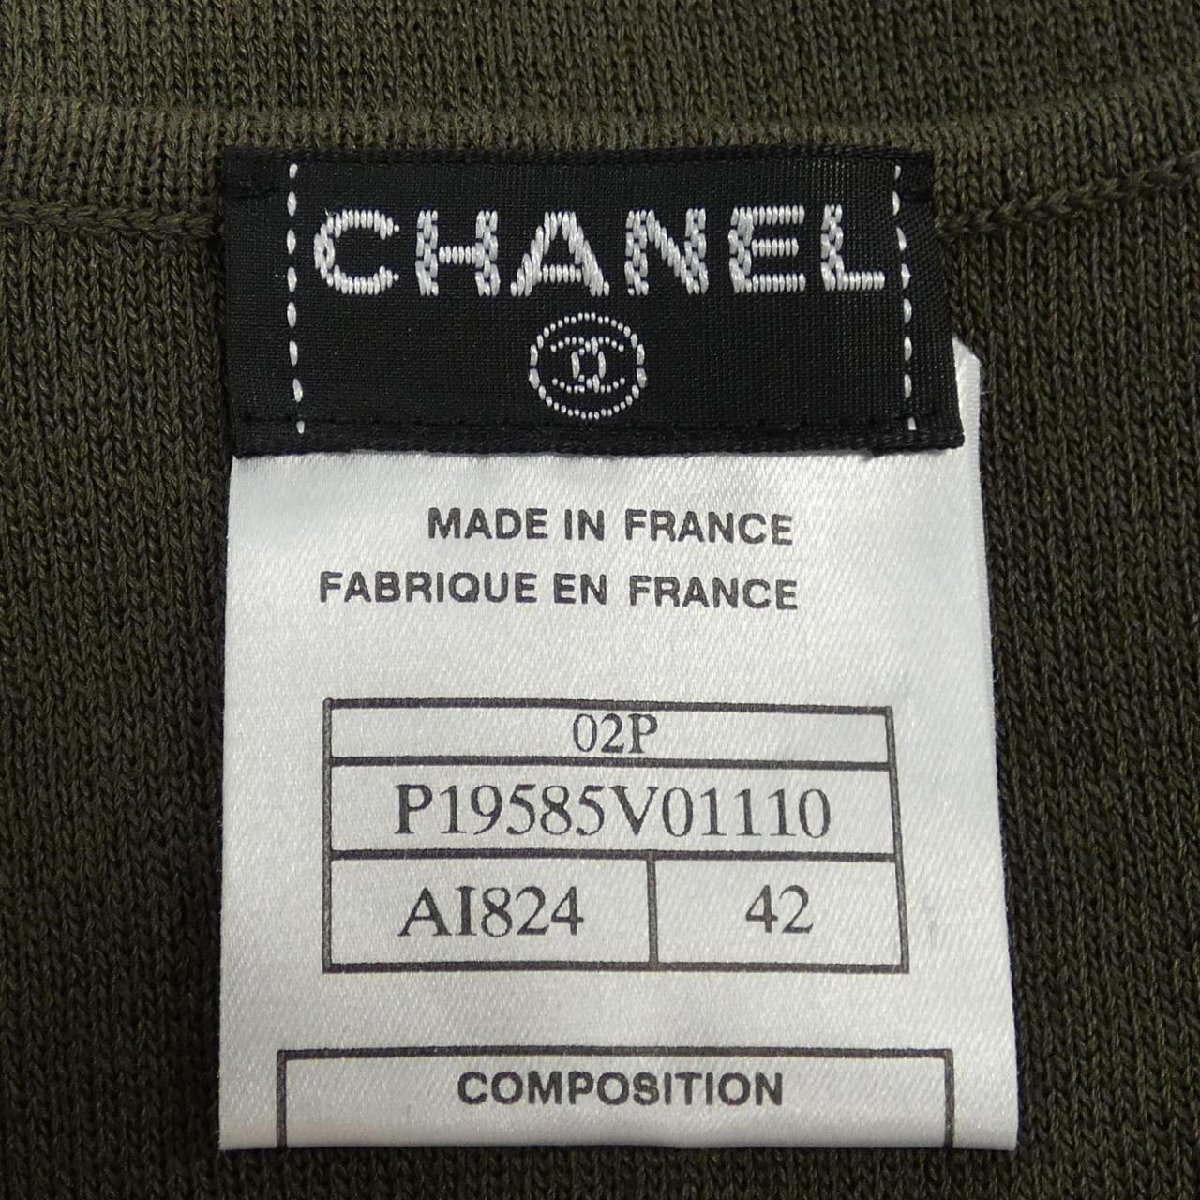 CHANEL
MADE IN FRANCE
FABRIQUE EN FRANCE
02P
P19585V01110
AI824 42
COMPOSITION